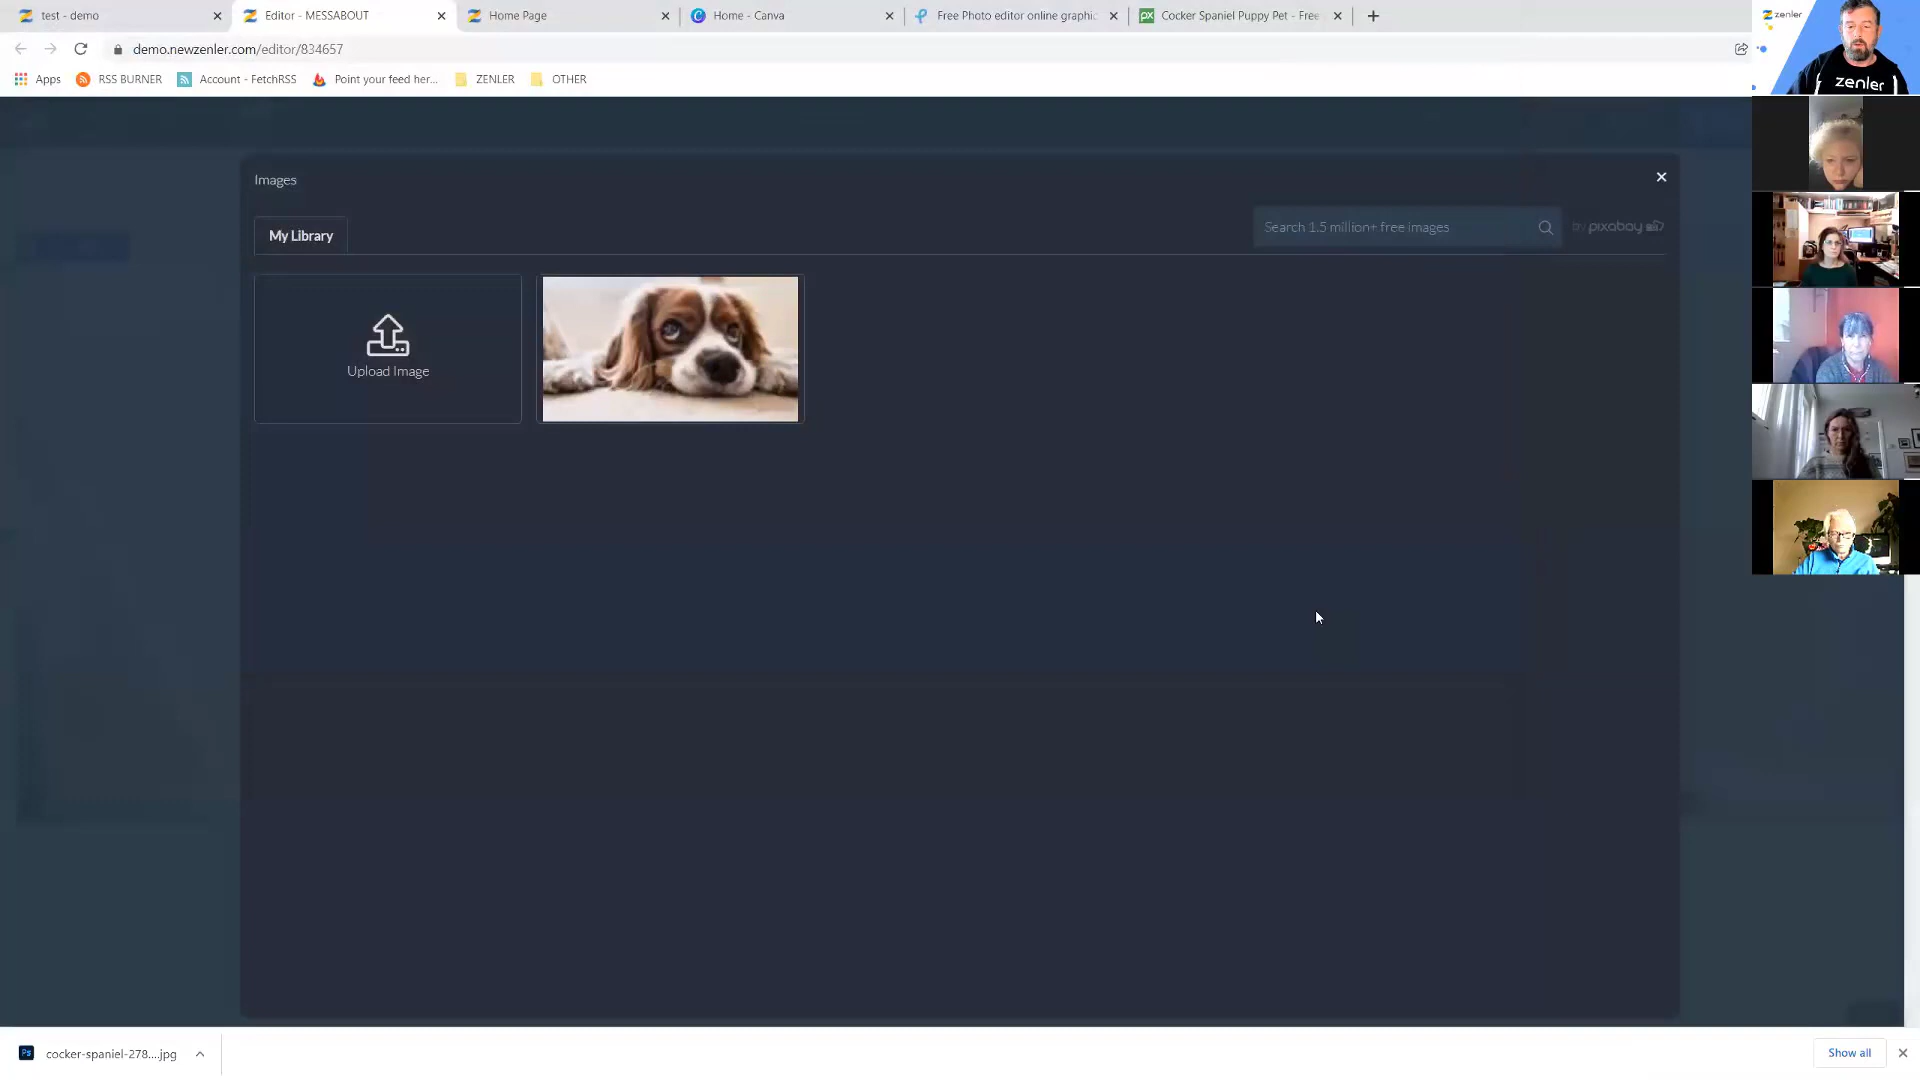 test - demo
Editor - MESSABOUT
Home Page
Home - Canva
Free Photo editor online graphic
Cocker Spaniel Puppy Pet - Free
demo.newzenler.com/editor/834657
Apps
RSS BURNER
Account - FetchRSS
Point your feed her...
ZENLER
OTHER
zenler
zenler
Images
My Library
Search 1.5 million+ free images
by pixabay
Upload Image
Ps
cocker-spaniel-278....jpg
Show all